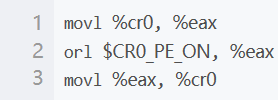 1 movl %cr0, %eax
2 orl $CR0_PE_ON, %eax
3 movl %eax, %cr0